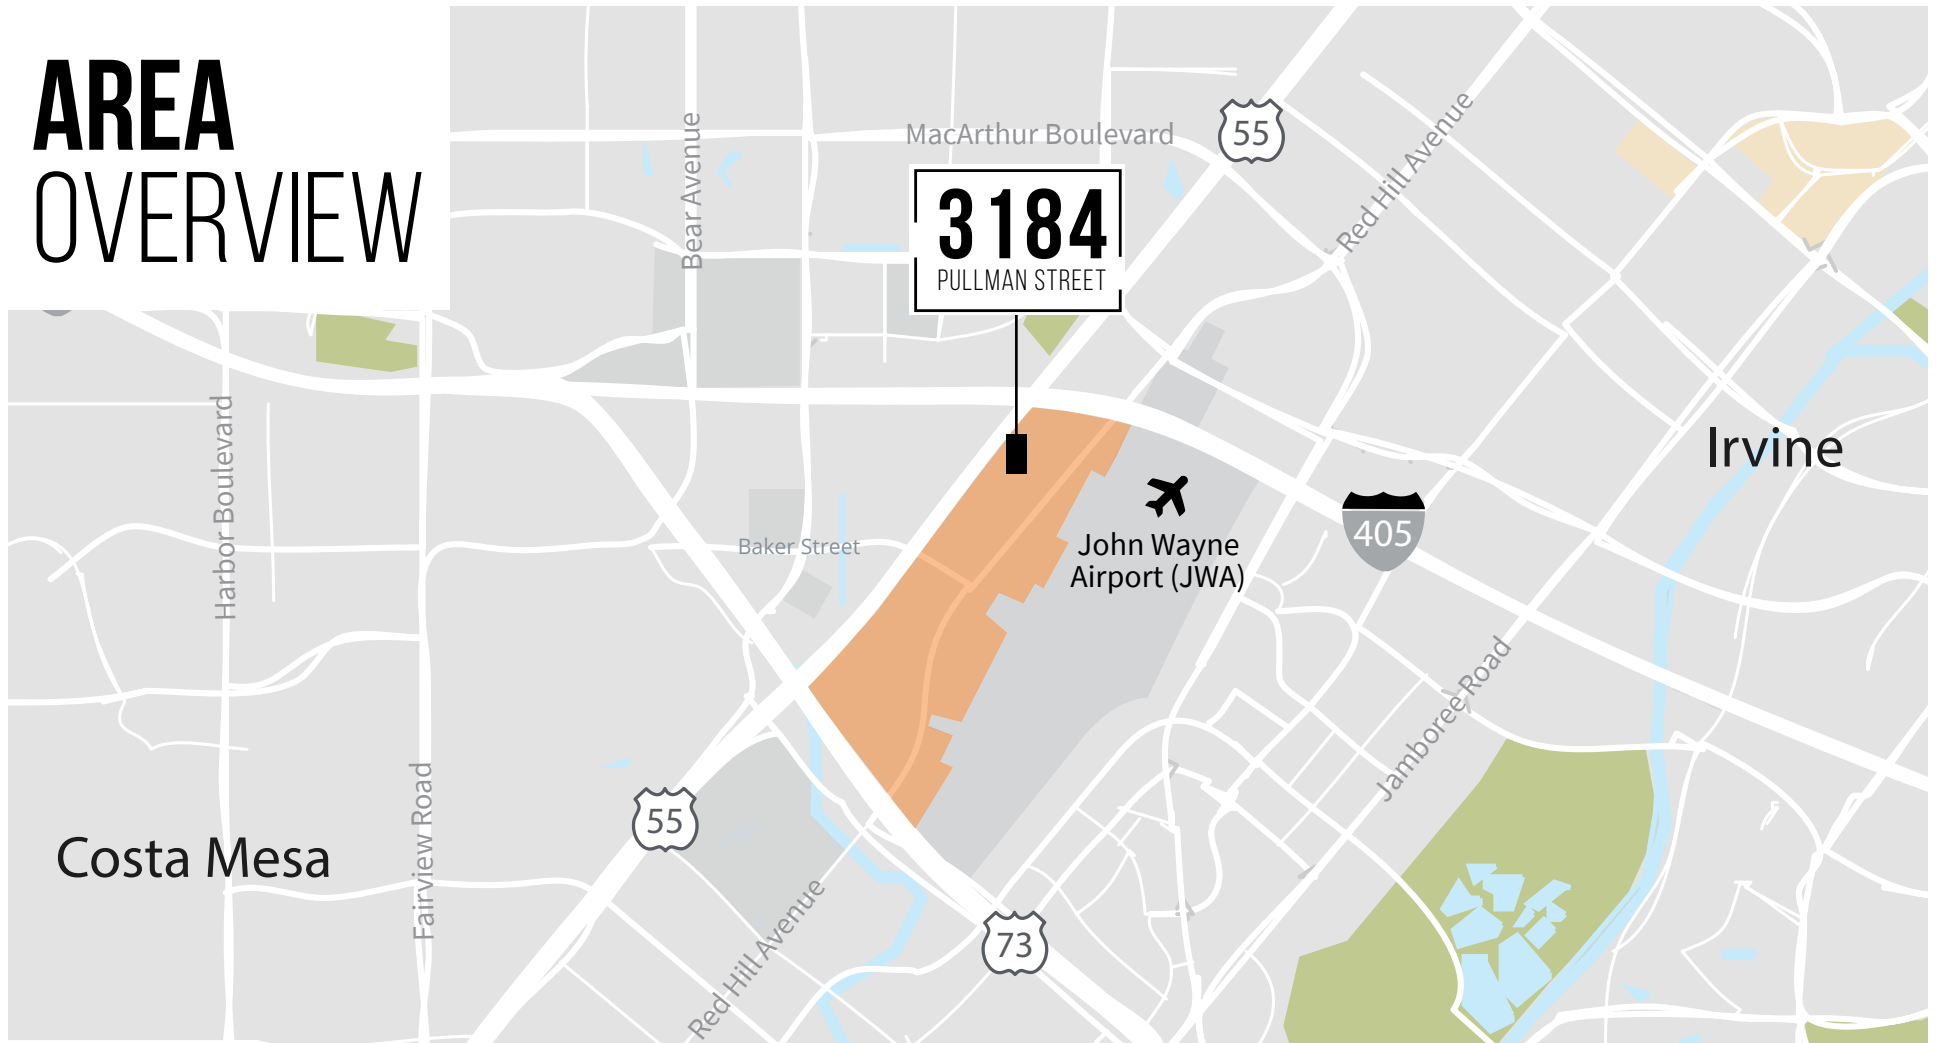 AREA
OVERVIEW
MacArthur Boulevard
55
Bear Avenue
Red Hill Avenue
3184
PULLMAN STREET
Irvine
Harbor Boulevard
405
Baker Street
John Wayne
Airport (JWA)
Jamboree Road
55
Costa Mesa
Fairview Road
Red Hill Avenue
73